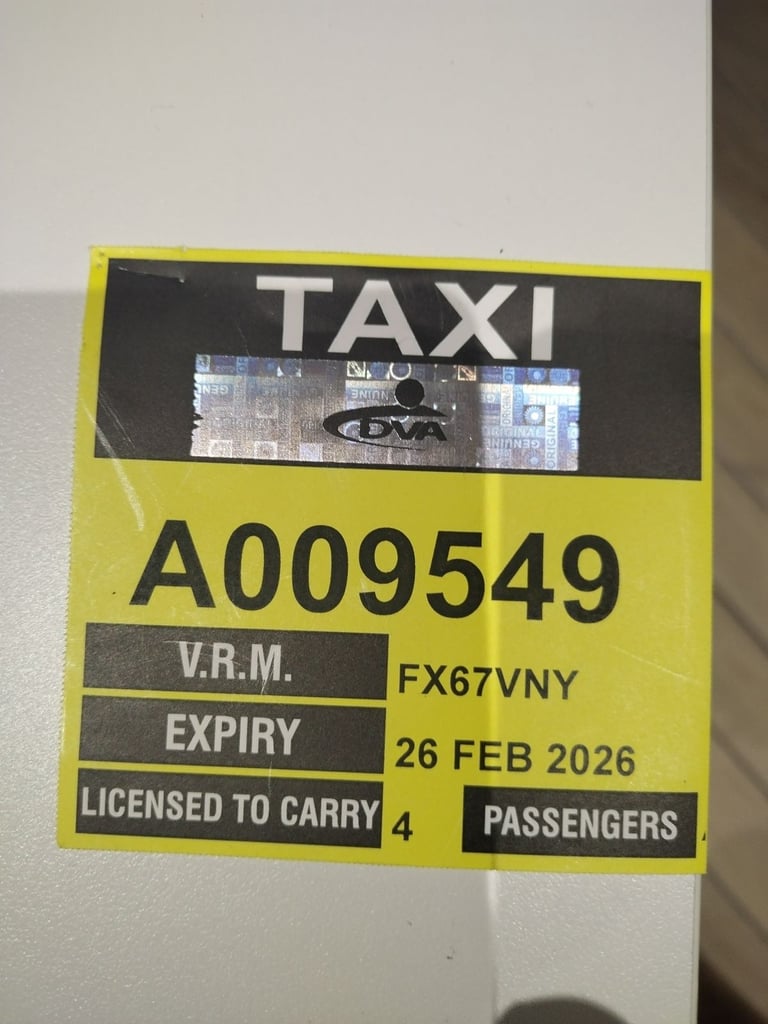 TAXI
DVA
A009549
V.R.M. FX67VNY
EXPIRY 26 FEB 2026
LICENSED TO CARRY 4 PASSENGERS